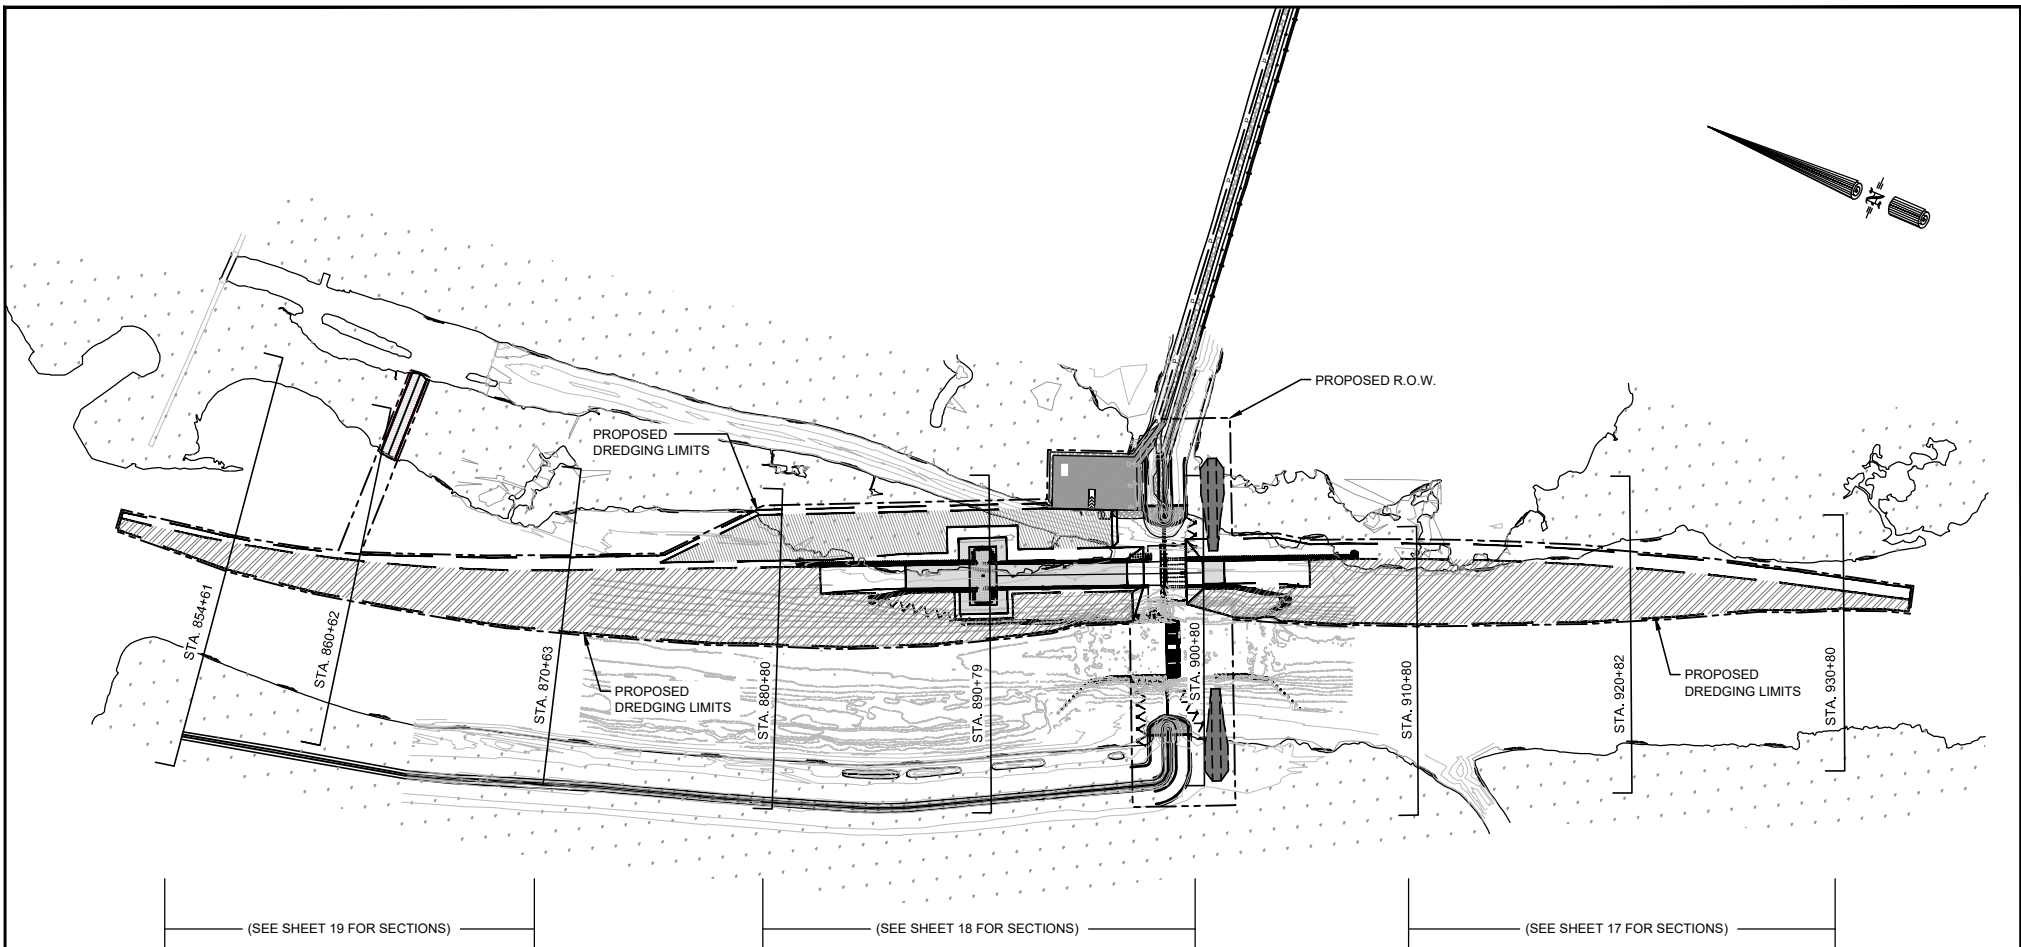 N
PROPOSED R.O.W.
PROPOSED
DREDGING LIMITS
STA. 854+61
STA. 860+62
STA. 870+63
STA. 880+80
STA. 890+79
STA. 900+80
STA. 910+80
STA. 920+82
STA. 930+80
PROPOSED
DREDGING LIMITS
PROPOSED
DREDGING LIMITS
(SEE SHEET 19 FOR SECTIONS)
(SEE SHEET 18 FOR SECTIONS)
(SEE SHEET 17 FOR SECTIONS)